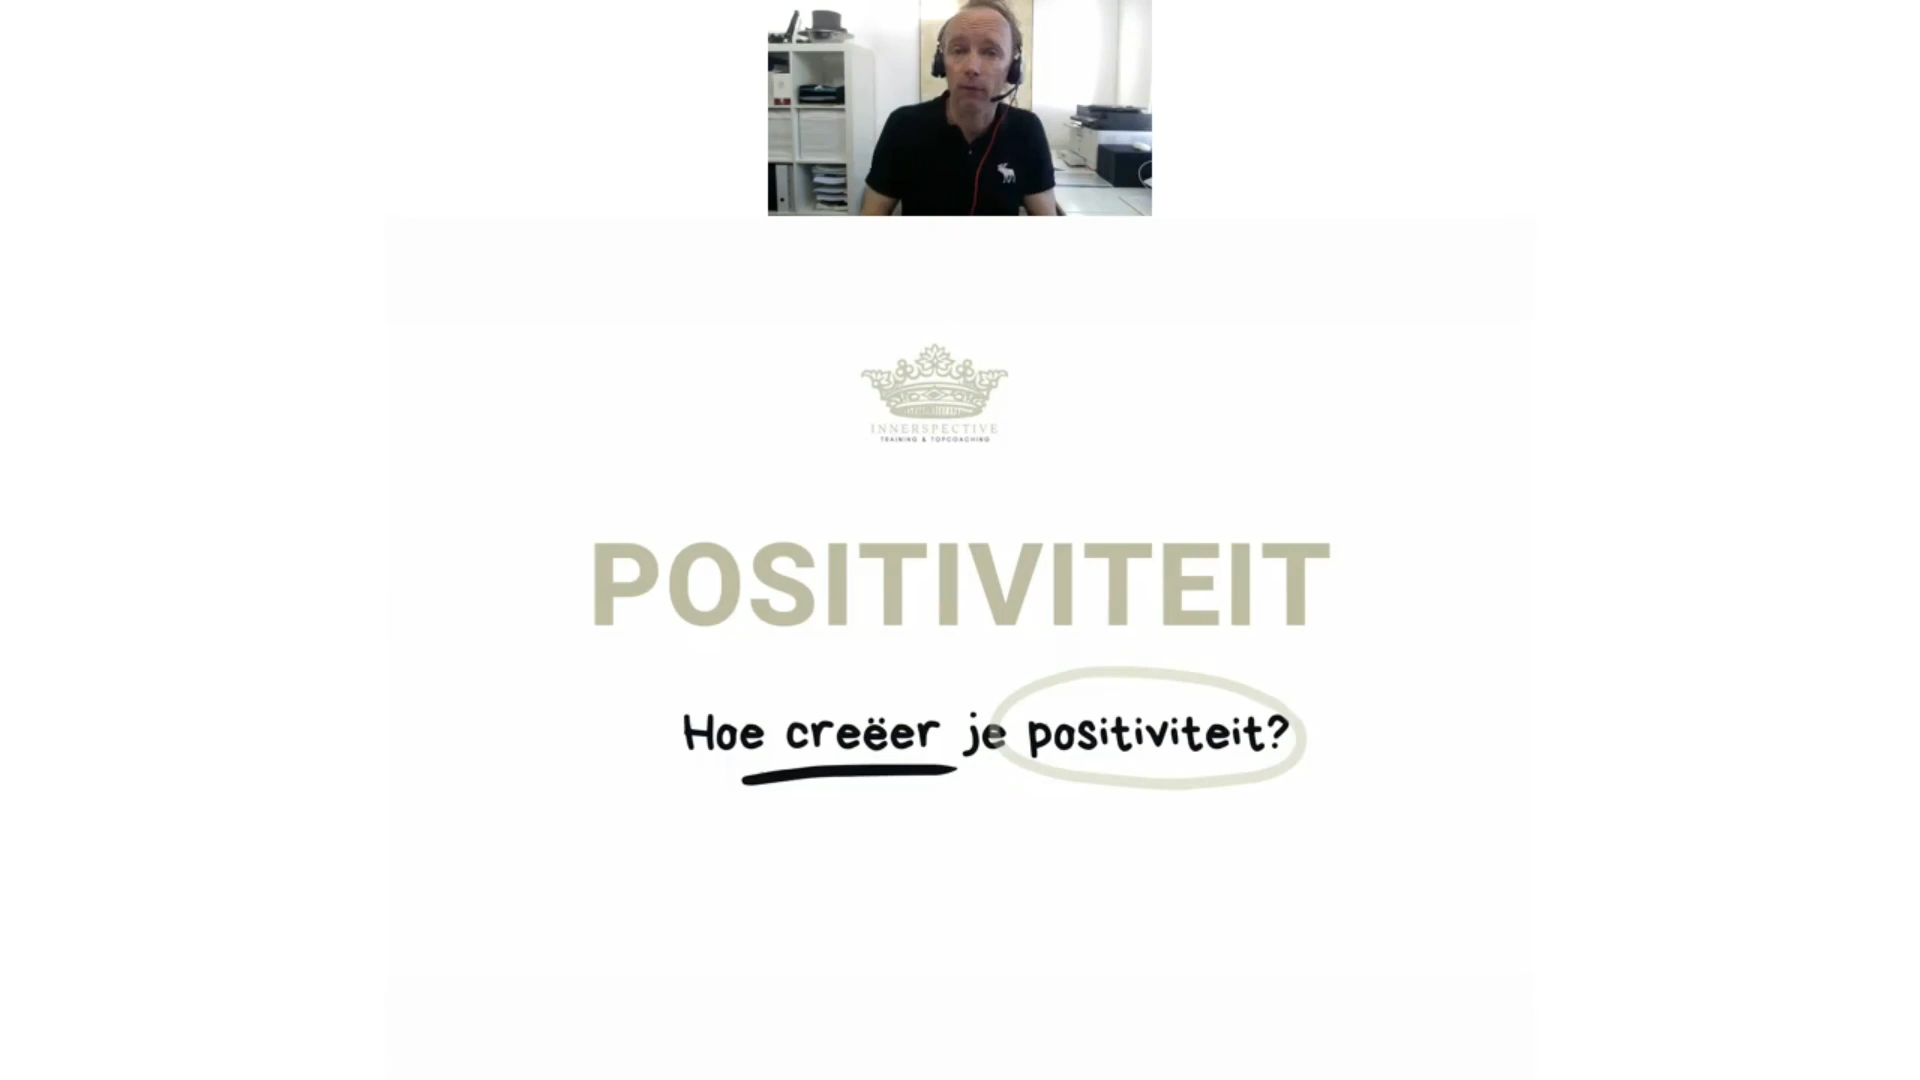 INNERSPECTIVE
TRAINING & TOPCOACHING
POSITIVITEIT
Hoe creëer je positiviteit?